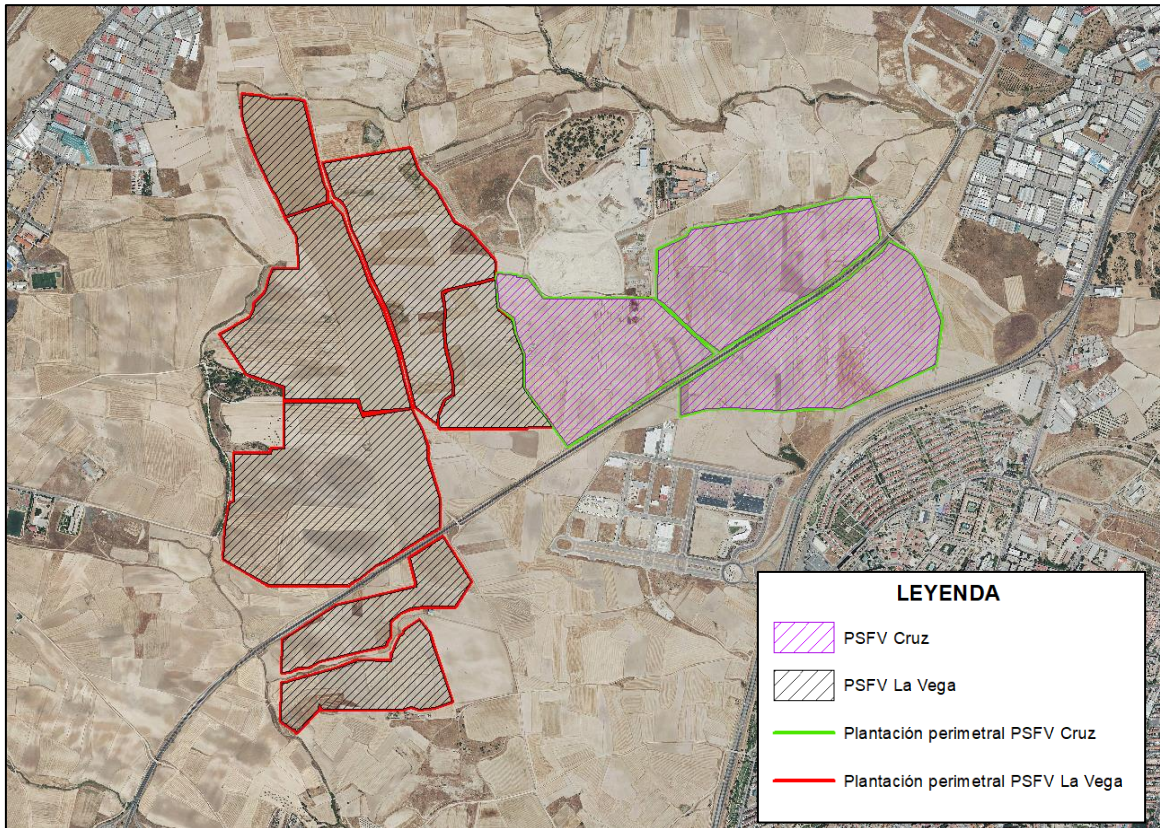 LEYENDA
PSFV Cruz
PSFV La Vega
Plantación perimetral PSFV Cruz
Plantación perimetral PSFV La Vega